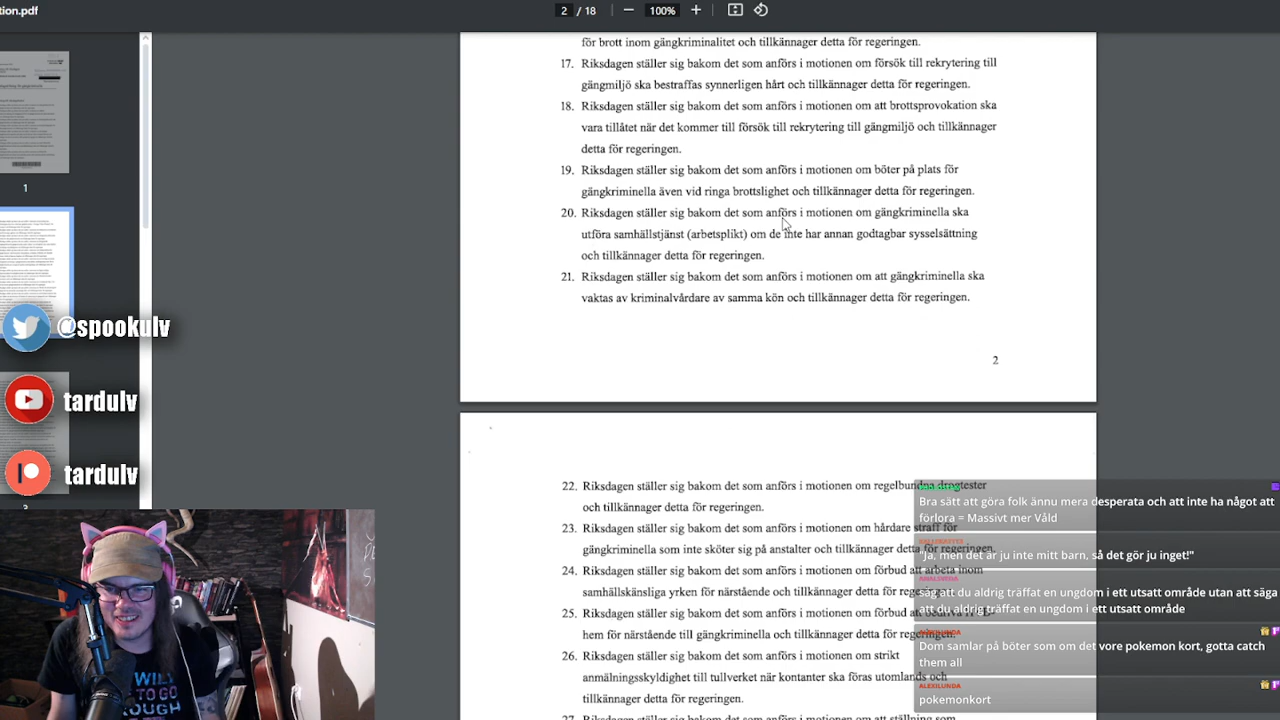 tion.pdf
2 / 18
100%
för brott inom gängkriminalitet och tillkännager detta för regeringen.
17. Riksdagen ställer sig bakom det som anförs i motionen om försök till rekrytering till
gängmiljö ska bestraffas synnerligen hårt och tillkännager detta för regeringen.
18. Riksdagen ställer sig bakom det som anförs i motionen om att brottsprovokation ska
vara tillåtet när det kommer till försök till rekrytering till gängmiljö och tillkännager
detta för regeringen.
19. Riksdagen ställer sig bakom det som anförs i motionen om böter på plats för
gängkriminella även vid ringa brottslighet och tillkännager detta för regeringen.
20. Riksdagen ställer sig bakom det som anförs i motionen om gängkriminella ska
utföra samhällstjänst (arbetsplikt) om de inte har annan godtagbar sysselsättning
och tillkännager detta för regeringen.
21. Riksdagen ställer sig bakom det som anförs i motionen om att gängkriminella ska
vaktas av kriminalvårdare av samma kön och tillkännager detta för regeringen.
2
1
@spookulv
tardulv
tardulv
22. Riksdagen ställer sig bakom det som anförs i motionen om regelbundna drogtester
och tillkännager detta för regeringen.
23. Riksdagen ställer sig bakom det som anförs i motionen om hårdare straff för
gängkriminella som inte sköter sig på anstalter och tillkännager detta för regeringen.
24. Riksdagen ställer sig bakom det som anförs i motionen om förbud att arbeta inom
samhällskänsliga yrken för närstående och tillkännager detta för
25. Riksdagen ställer sig bakom det som anförs i motionen om förbud
hem för närstående till gängkriminella och tillkännager detta för regeringen.
26. Riksdagen ställer sig bakom det som anförs i motionen om strikt
anmälningsskyldighet till tullverket när kontanter ska föras utomlands och
tillkännager detta för regeringen.
27. Riksdagen ställer sig bakom det som anförs i motionen om att ställning som
Bra sätt att göra folk ännu mera desperata och att inte ha något att
förlora = Massivt mer Våld
"Ja, men det är ju inte mitt barn, så det gör ju inget!"
säg att du aldrig träffat en ungdom i ett utsatt område utan att säga
att du aldrig träffat en ungdom i ett utsatt område
ALEXILUNDA
Dom samlar på böter som om det vore pokemon kort, gotta catch
them all
ALEXILUNDA
pokemonkort